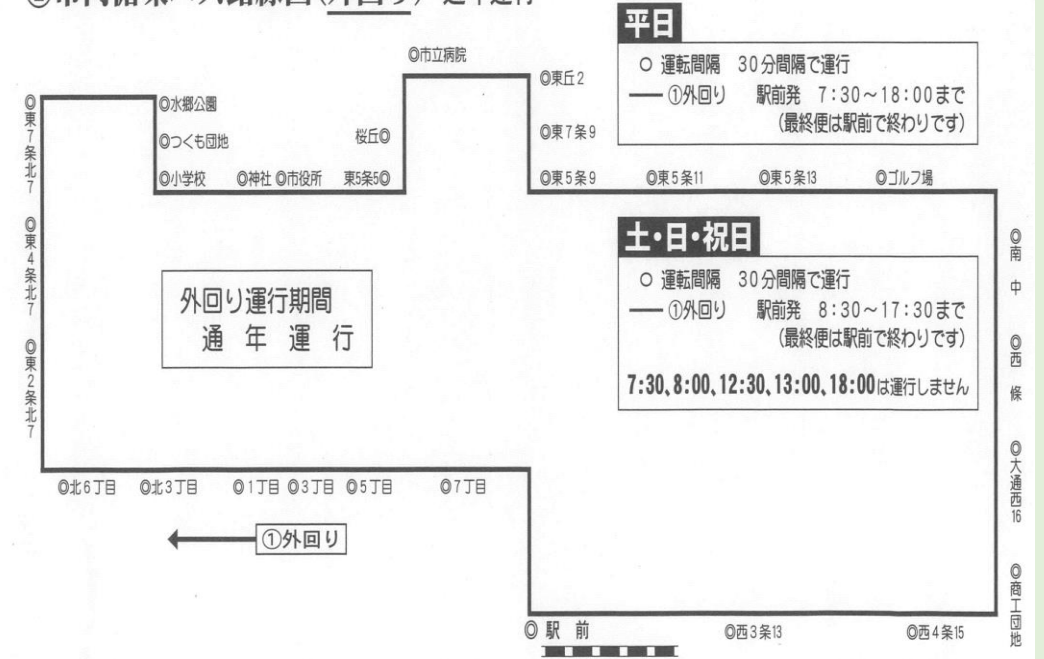 平日
○ 運転間隔 30分間隔で運行
①外回り 駅前発 7:30~18:00まで
(最終便は駅前で終わりです)
◎市立病院
◎東丘2
◎東7条9
◎水郷公園
◎つくも団地
桜丘◎
◎小学校 ◎神社 ◎市役所 東5条5◎
◎東5条9 ◎東5条11 ◎東5条13 ◎ゴルフ場
◎東7条北7
◎東4条北7
◎東2条北7
外回り運行期間
通年運行
土・日・祝日
○ 運転間隔 30分間隔で運行
①外回り 駅前発 8:30~17:30まで
(最終便は駅前で終わりです)
7:30、8:00、12:30、13:00、18:00は運行しません
◎南中
◎西條
◎大通西16
◎商工団地
◎北6丁目 ◎北3丁目 ◎1丁目 ◎3丁目 ◎5丁目 ◎7丁目
①外回り
◎駅前 ◎西3条13 ◎西4条15